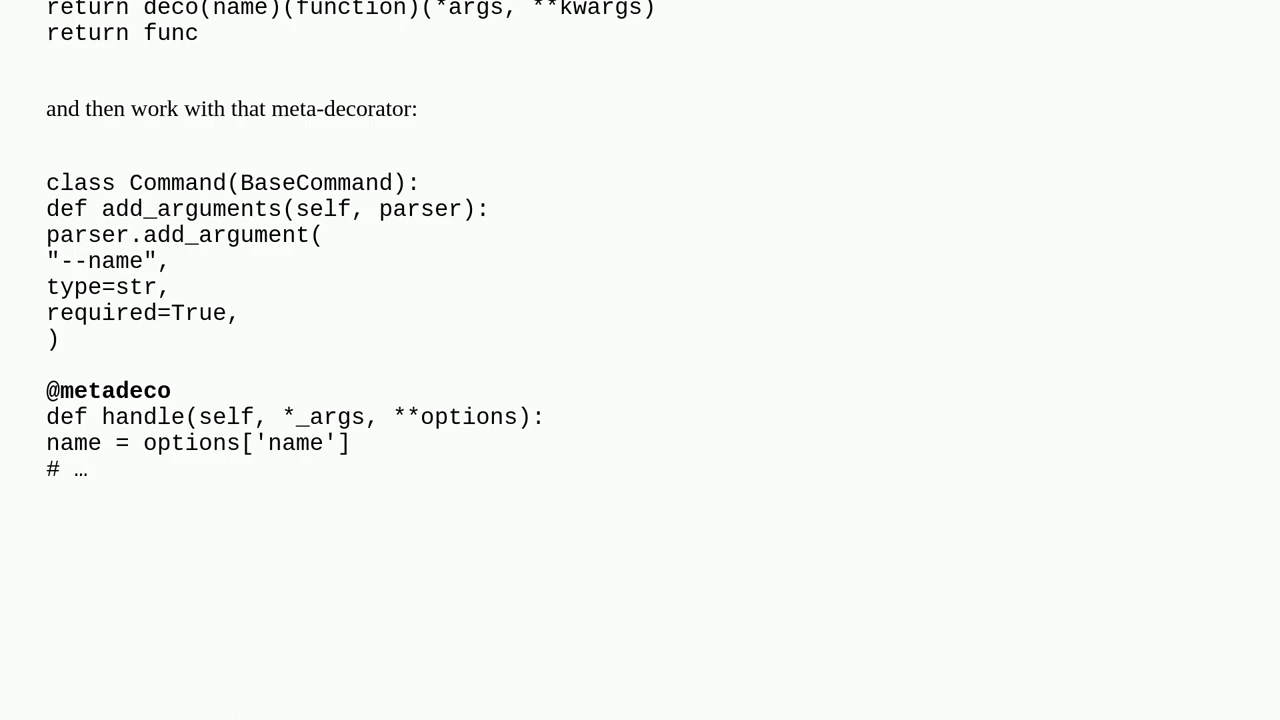 return deco(name)(function)(*args, **kwargs)
return func
and then work with that meta-decorator:
class Command(BaseCommand):
def add_arguments(self, parser):
parser.add_argument(
"--name",
type=str,
required=True,
)
@metadeco
def handle(self, *_args, **options):
name = options['name']
# …